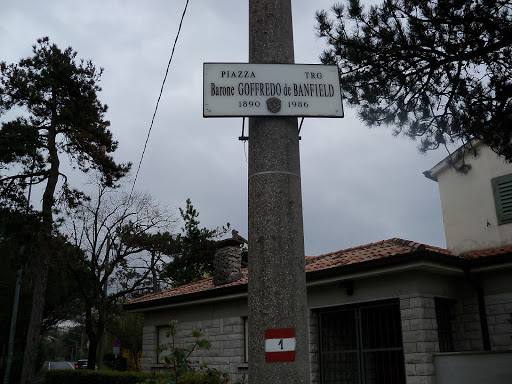 PIAZZA TRG
Barone GOFFREDO de BANFIELD
1890 1986
1